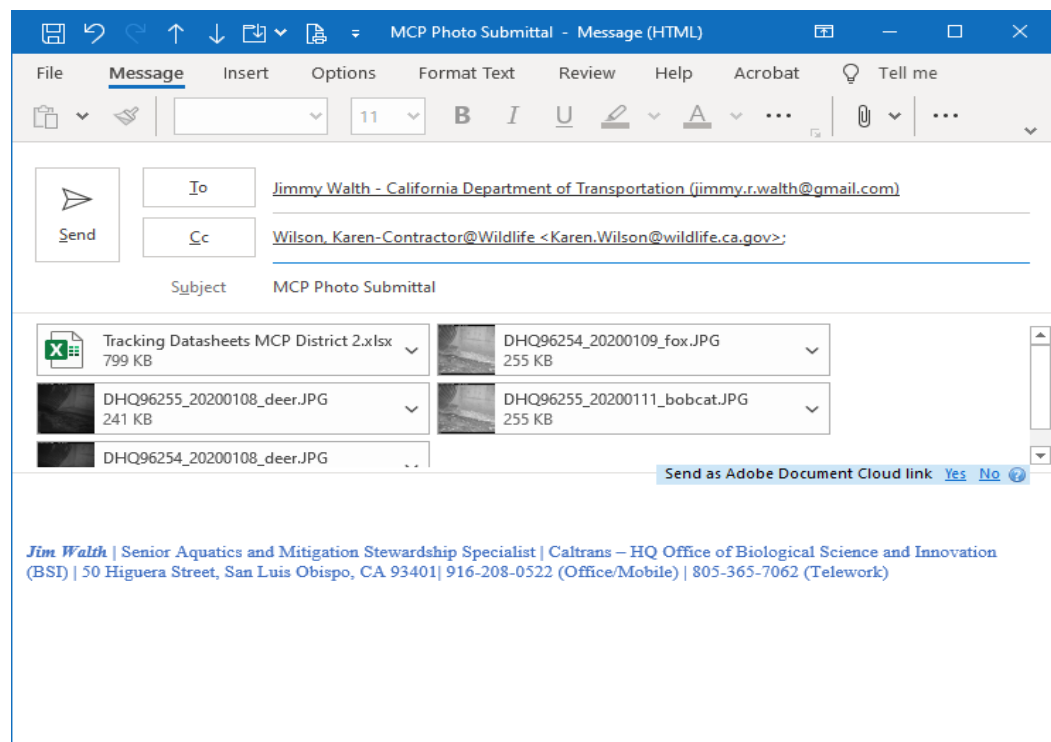 MCP Photo Submittal - Message (HTML)
File Message Insert Options Format Text Review Help Acrobat Tell me
11 B I U A
Send
To Jimmy Walth - California Department of Transportation (jimmy.r.walth@gmail.com)
Cc Wilson, Karen-Contractor@Wildlife <Karen.Wilson@wildlife.ca.gov>;
Subject MCP Photo Submittal
Tracking Datasheets MCP District 2.xlsx
799 KB
DHQ96254_20200109_fox.JPG
255 KB
DHQ96255_20200108_deer.JPG
241 KB
DHQ96255_20200111_bobcat.JPG
255 KB
DHQ96254_20200108_deer.JPG
Send as Adobe Document Cloud link Yes No ?
Jim Walth | Senior Aquatics and Mitigation Stewardship Specialist | Caltrans – HQ Office of Biological Science and Innovation
(BSI) | 50 Higuera Street, San Luis Obispo, CA 93401| 916-208-0522 (Office/Mobile) | 805-365-7062 (Telework)